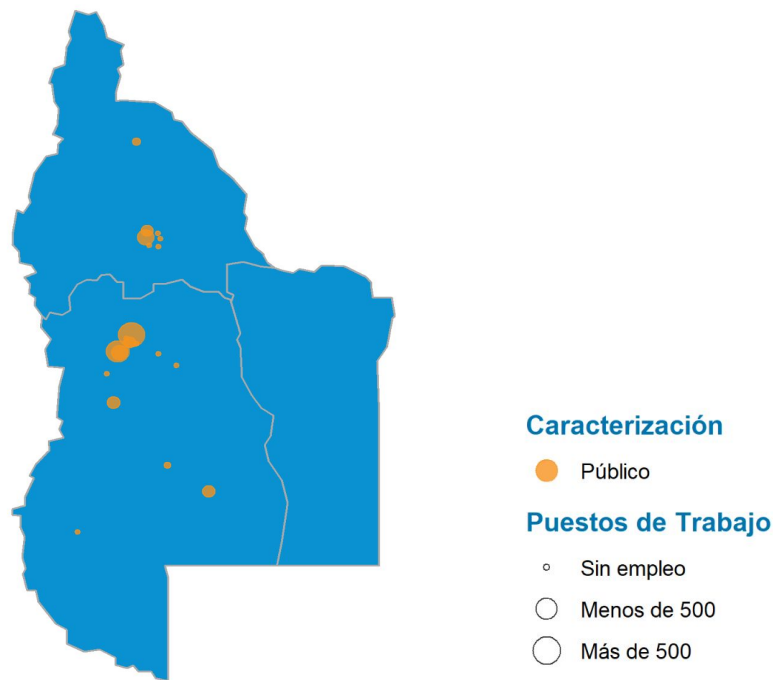 Caracterización
Público
Puestos de Trabajo
Sin empleo
Menos de 500
Más de 500